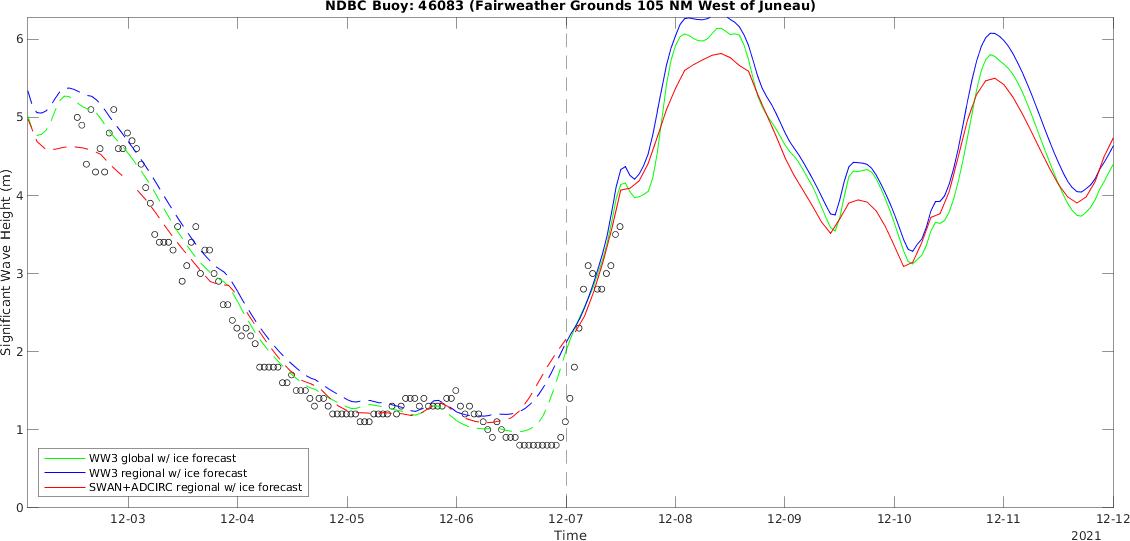 NDBC Buoy: 46083 (Fairweather Grounds 105 NM West of Juneau)
Significant Wave Height (m)
6
5
4
3
2
1
0
WW3 global w/ ice forecast
WW3 regional w/ ice forecast
SWAN+ADCIRC regional w/ ice forecast
12-03 12-04 12-05 12-06 12-07 12-08 12-09 12-10 12-11 12-12
Time
2021